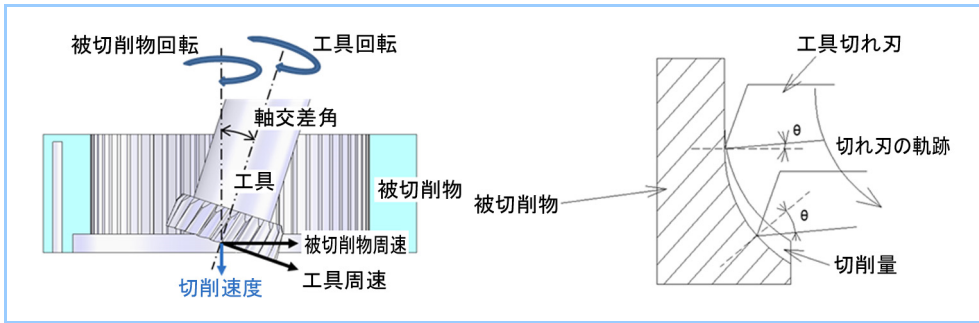 被切削物回転
工具回転
軸交差角
工具
被切削物
被切削物周速
工具周速
切削速度
工具切れ刃
θ
切れ刃の軌跡
被切削物
θ
切削量